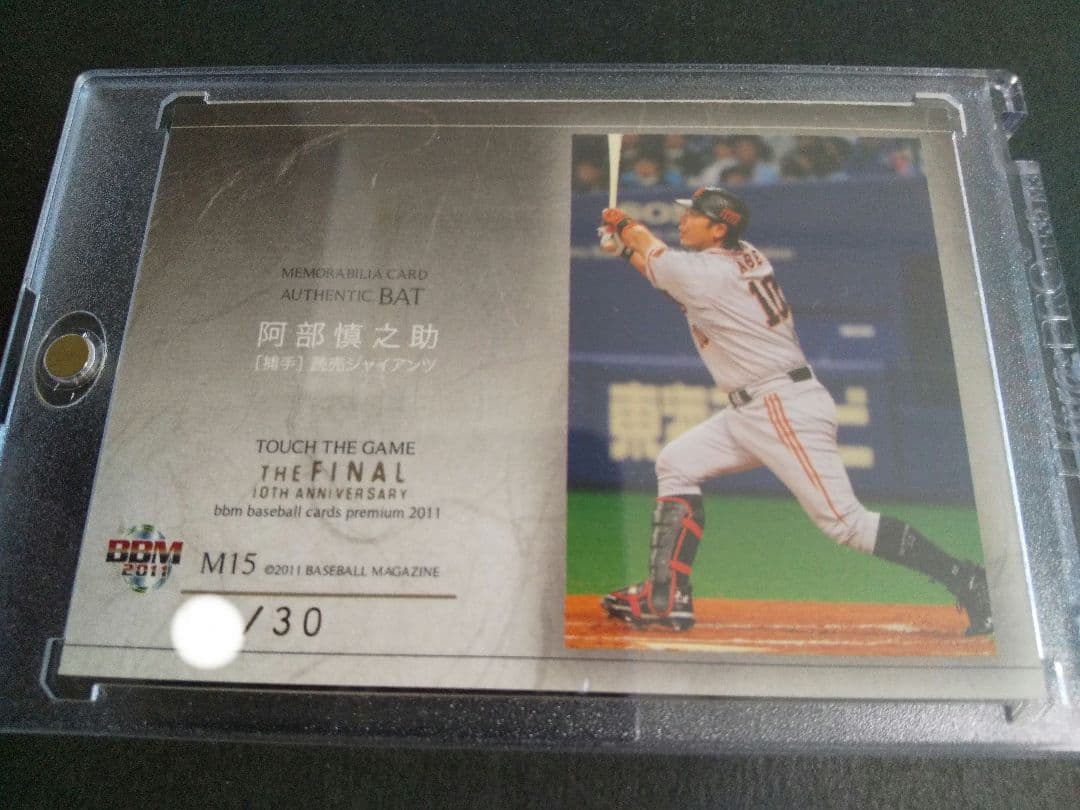 MEMORABILIA CARD
AUTHENTIC BAT
阿部慎之助
[捕手] 読売ジャイアンツ
TOUCH THE GAME
THE FINAL
10TH ANNIVERSARY
bbm baseball cards premium 2011
BBM
2011
M15 ©2011 BASEBALL MAGAZINE
/30
ABE
10